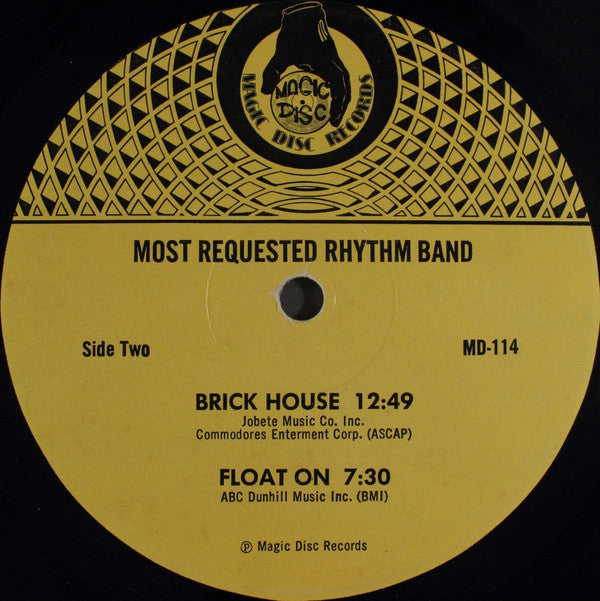 MAGIC
DISC
MAGIC DISC RECORDS
MOST REQUESTED RHYTHM BAND
Side Two
MD-114
BRICK HOUSE 12:49
Jobete Music Co. Inc.
Commodores Enterment Corp. (ASCAP)
FLOAT ON 7:30
ABC Dunhill Music Inc. (BMI)
℗ Magic Disc Records